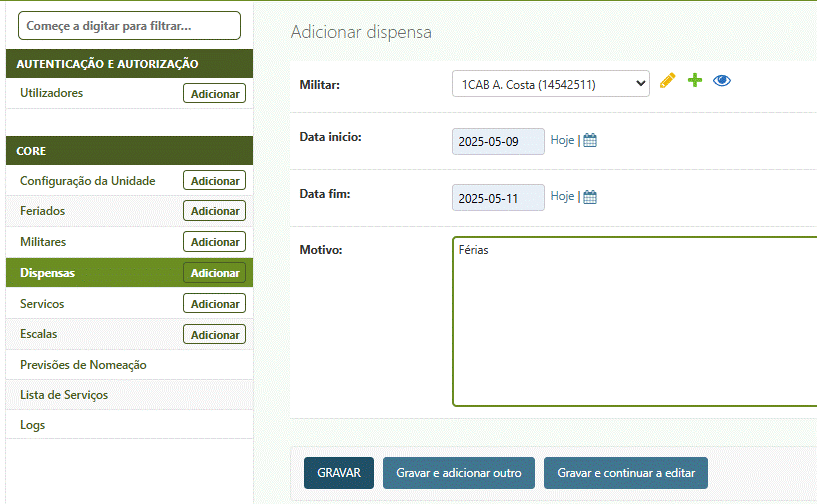 Começe a digitar para filtrar...
AUTENTICAÇÃO E AUTORIZAÇÃO
Utilizadores Adicionar
CORE
Configuração da Unidade Adicionar
Feriados Adicionar
Militares Adicionar
Dispensas Adicionar
Servicos Adicionar
Escalas Adicionar
Previsões de Nomeação
Lista de Serviços
Logs
Adicionar dispensa
Militar: 1CAB A. Costa (14542511)
Data inicio: 2025-05-09 Hoje |
Data fim: 2025-05-11 Hoje |
Motivo: Férias
GRAVAR Gravar e adicionar outro Gravar e continuar a editar